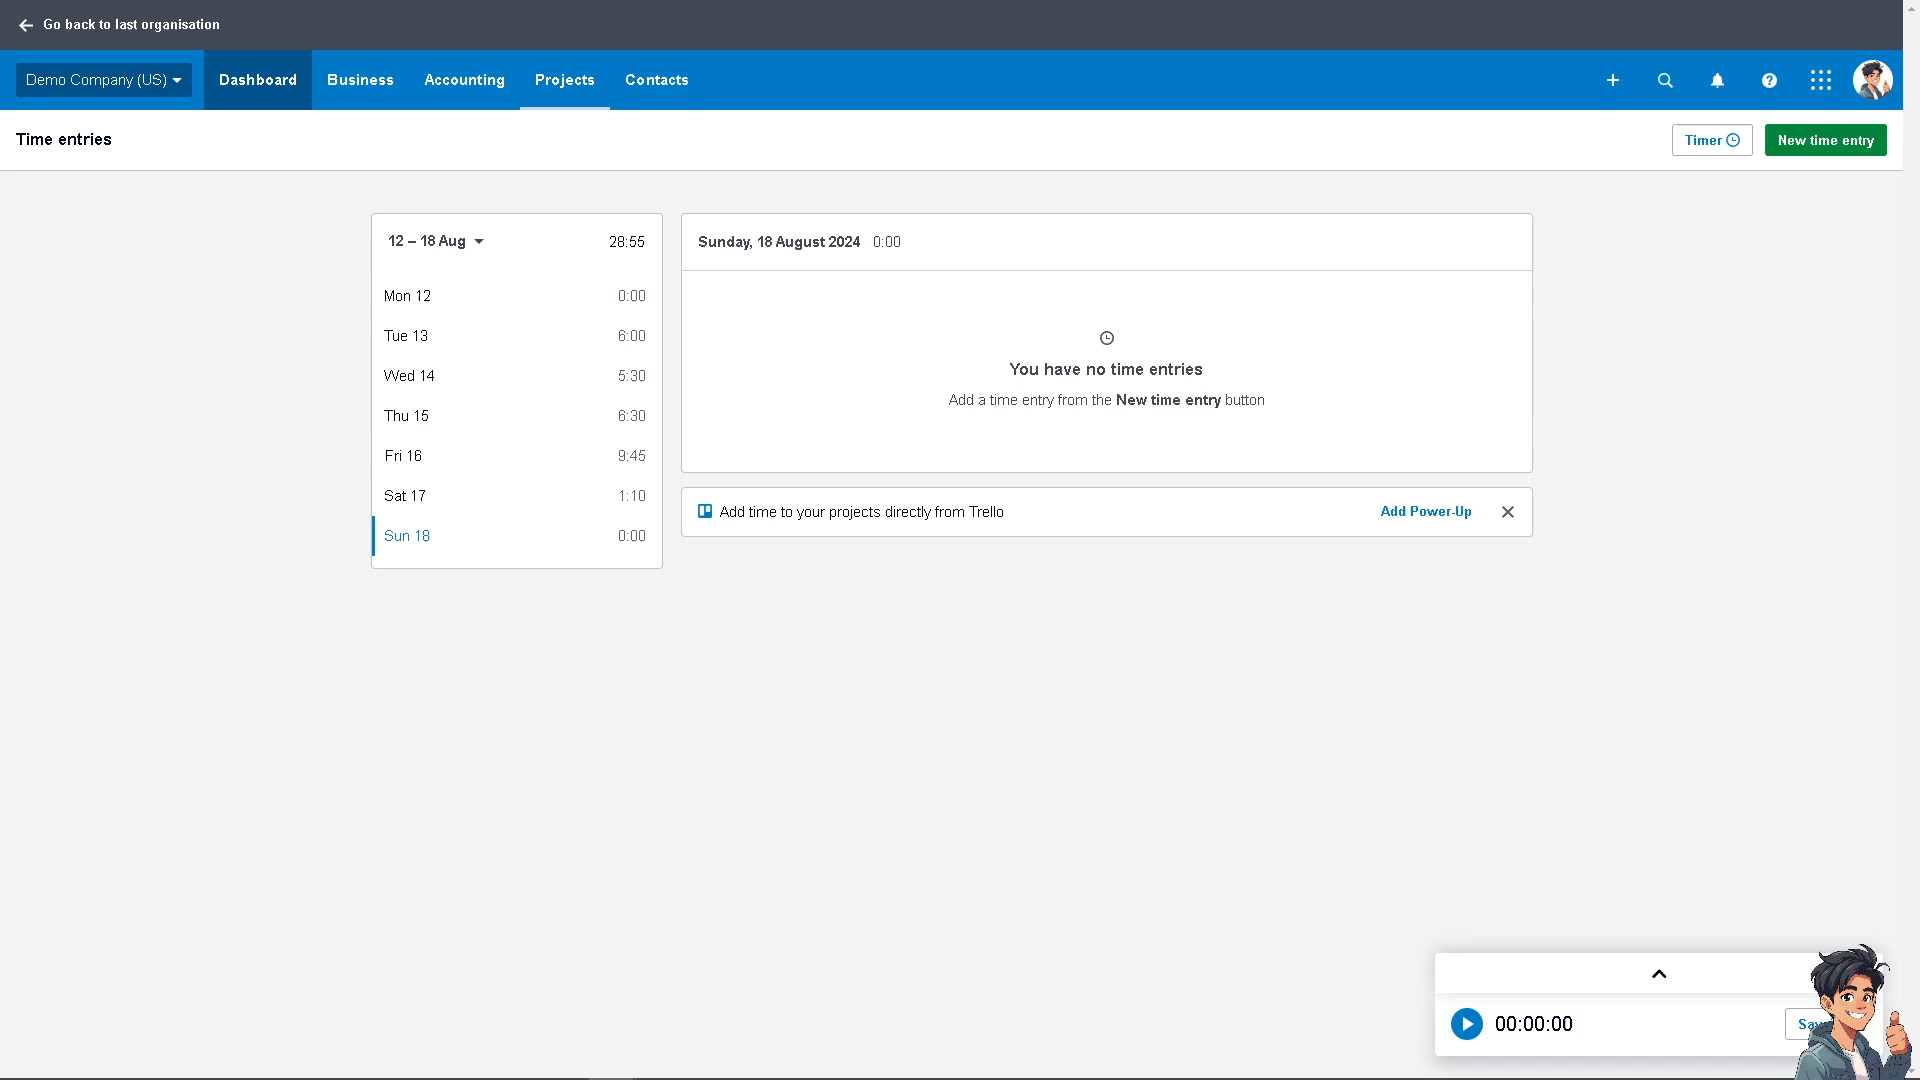 Go back to last organisation
Demo Company (US) Dashboard Business Accounting Projects Contacts
Time entries
Timer New time entry
12 – 18 Aug 28:55
Mon 12 0:00
Tue 13 6:00
Wed 14 5:30
Thu 15 6:30
Fri 16 9:45
Sat 17 1:10
Sun 18 0:00
Sunday, 18 August 2024 0:00
You have no time entries
Add a time entry from the New time entry button
Add time to your projects directly from Trello Add Power-Up
00:00:00